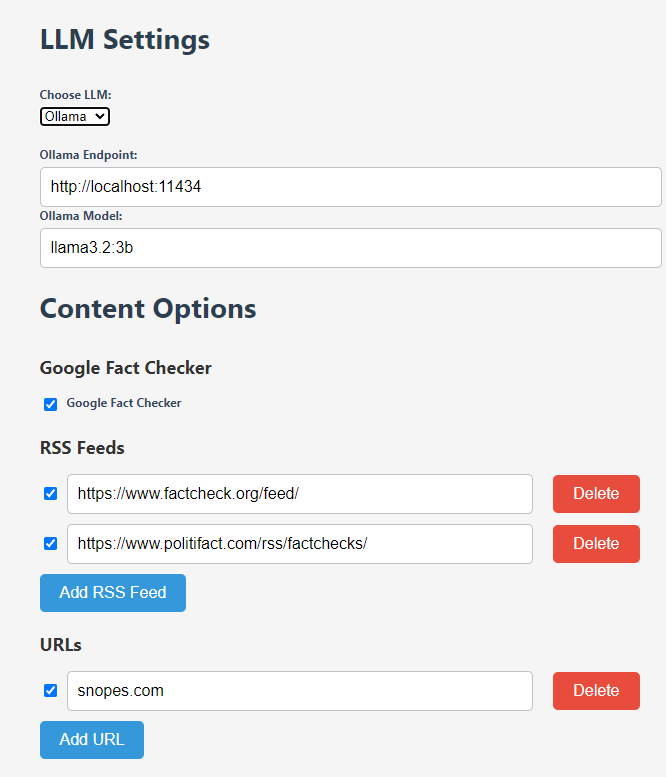 LLM Settings
Choose LLM:
Ollama
Ollama Endpoint:
http://localhost:11434
Ollama Model:
llama3.2:3b
Content Options
Google Fact Checker
Google Fact Checker
RSS Feeds
https://www.factcheck.org/feed/ Delete
https://www.politifact.com/rss/factchecks/ Delete
Add RSS Feed
URLs
snopes.com Delete
Add URL